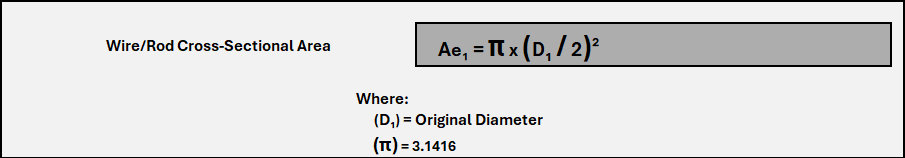 Wire/Rod Cross-Sectional Area
Ae₁ = π x (D₁ / 2)²
Where:
(D₁) = Original Diameter
(π) = 3.1416